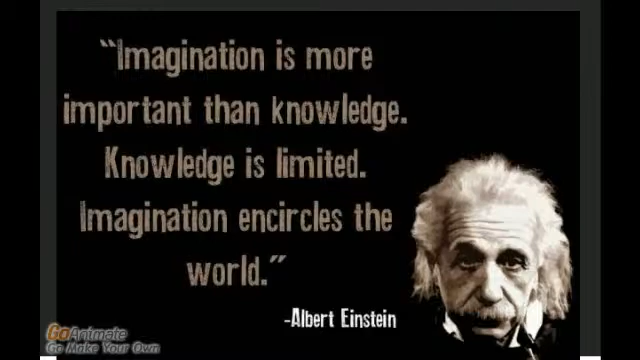 “Imagination is more
important than knowledge.
Knowledge is limited.
Imagination encircles the
world.”
-Albert Einstein
GoAnimate
Go Make Your Own